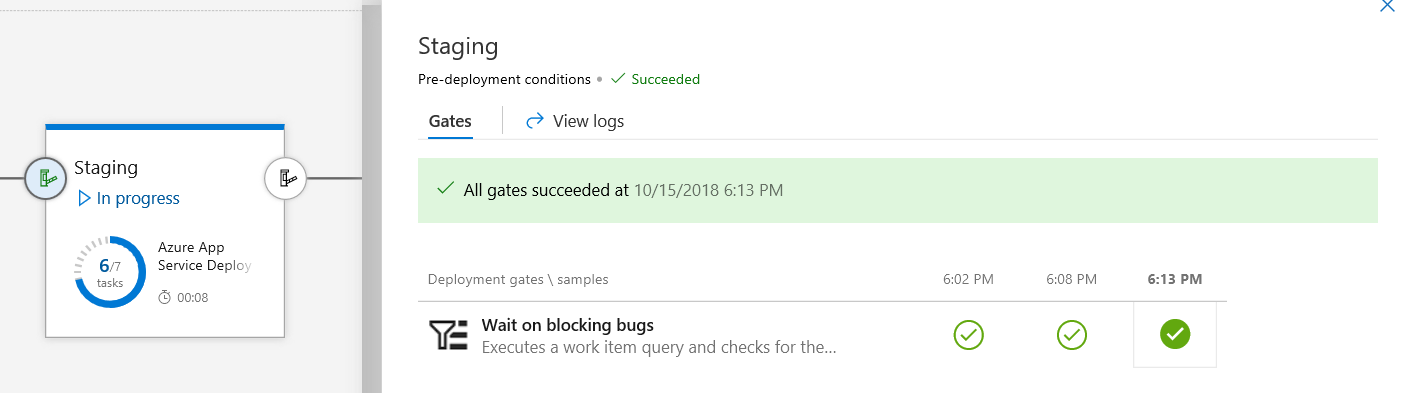 Staging
In progress
6/7
tasks
Azure App
Service Deploy
00:08
Staging
Pre-deployment conditions • Succeeded
Gates
View logs
All gates succeeded at 10/15/2018 6:13 PM
Deployment gates \ samples 6:02 PM 6:08 PM 6:13 PM
Wait on blocking bugs
Executes a work item query and checks for the...